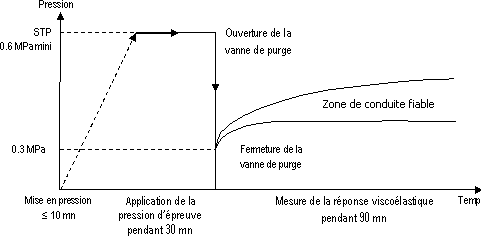 Pression
STP
0.6 MPa mini
Ouverture de la
vanne de purge
Zone de conduite fiable
0.3 MPa
Fermeture de la
vanne de purge
Temp
Mise en pression
≤ 10 mn
Application de la
pression d'épreuve
pendant 30 mn
Mesure de la réponse viscoélastique
pendant 90 mn